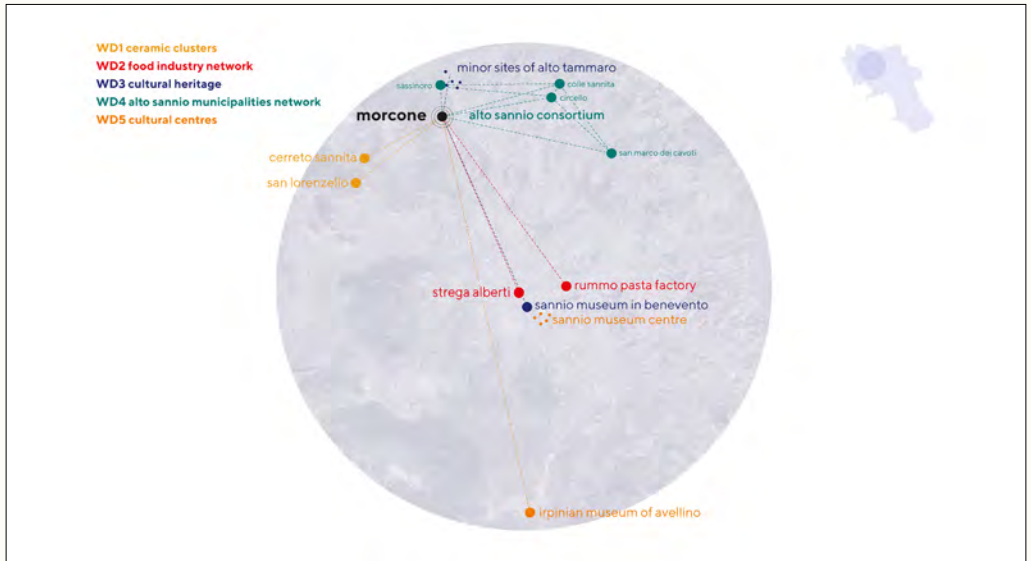 WD1 ceramic clusters
WD2 food industry network
WD3 cultural heritage
WD4 alto sannio municipalities network
WD5 cultural centres
minor sites of alto tammaro
sassinoro
colle sannita
circello
morcone
alto sannio consortium
san marco dei cavoti
cerreto sannita
san lorenzello
rummo pasta factory
strega alberti
sannio museum in benevento
sannio museum centre
irpinian museum of avellino